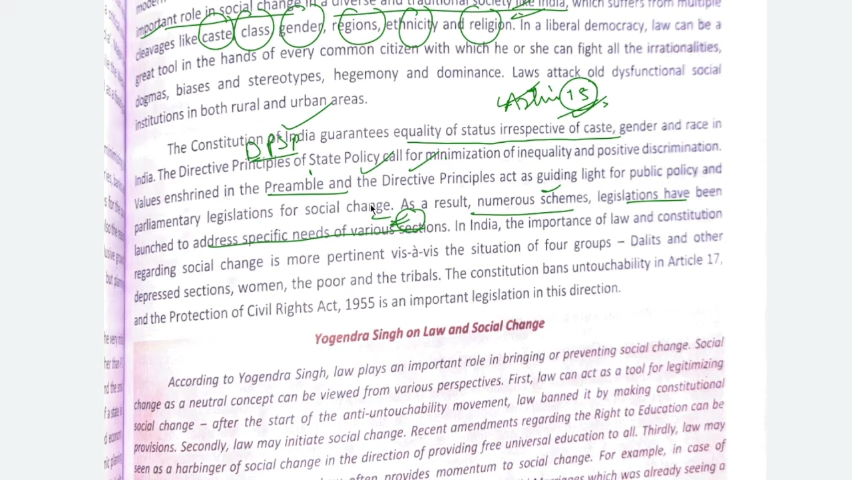 important role in social change in a diverse and traditional society like India, which suffers from multiple
cleavages like caste, class gender, regions, ethnicity and religion. In a liberal democracy, law can be a
great tool in the hands of every common citizen with which he or she can fight all the irrationalities,
dogmas, biases and stereotypes, hegemony and dominance. Laws attack old dysfunctional social
institutions in both rural and urban areas.
15
The Constitution of India guarantees equality of status irrespective of caste, gender and race in
DPSP
India. The Directive Principles of State Policy call for minimization of inequality and positive discrimination.
Values enshrined in the Preamble and the Directive Principles act as guiding light for public policy and
parliamentary legislations for social change. As a result, numerous schemes, legislations have been
launched to address specific needs of various sections. In India, the importance of law and constitution
regarding social change is more pertinent vis-à-vis the situation of four groups – Dalits and other
depressed sections, women, the poor and the tribals. The constitution bans untouchability in Article 17,
and the Protection of Civil Rights Act, 1955 is an important legislation in this direction.
Yogendra Singh on Law and Social Change
According to Yogendra Singh, law plays an important role in bringing or preventing social change. Social
change as a neutral concept can be viewed from various perspectives. First, law can act as a tool for legitimizing
social change – after the start of the anti-untouchability movement, law banned it by making constitutional
provisions. Secondly, law may initiate social change. Recent amendments regarding the Right to Education can be
seen as a harbinger of social change in the direction of providing free universal education to all. Thirdly, law may
often provides momentum to social change. For example, in case of
which was already seeing a